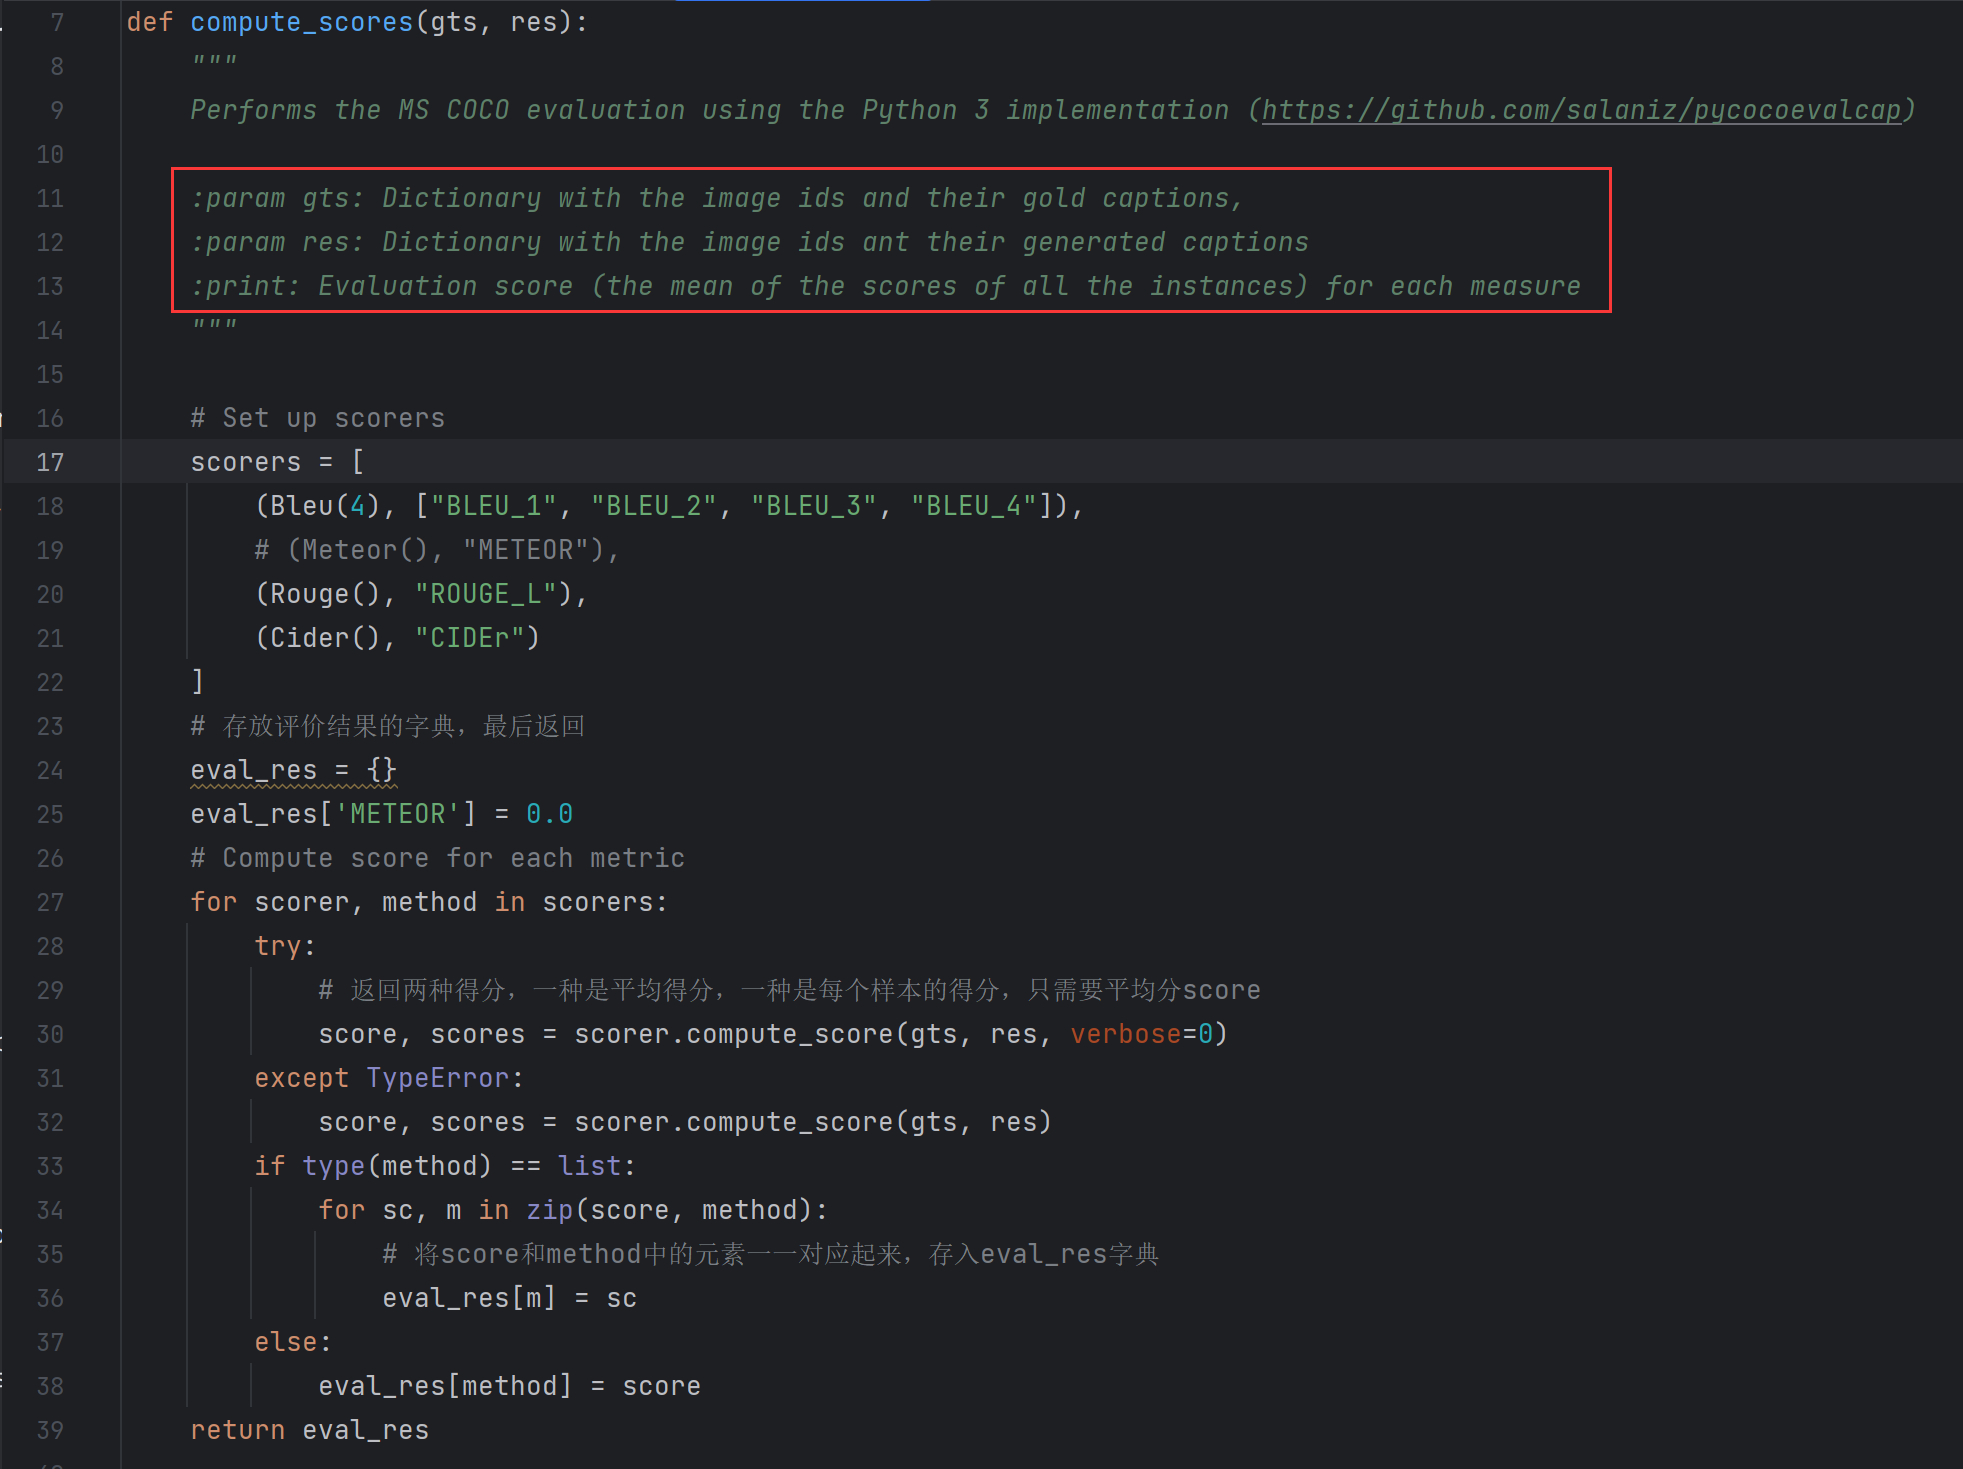 7 def compute_scores(gts, res):
8 """
9 Performs the MS COCO evaluation using the Python 3 implementation (https://github.com/salaniz/pycocoevalcap)
10
11 :param gts: Dictionary with the image ids and their gold captions,
12 :param res: Dictionary with the image ids ant their generated captions
13 :print: Evaluation score (the mean of the scores of all the instances) for each measure
14 """
15
16 # Set up scorers
17 scorers = [
18 (Bleu(4), ["BLEU_1", "BLEU_2", "BLEU_3", "BLEU_4"]),
19 # (Meteor(), "METEOR"),
20 (Rouge(), "ROUGE_L"),
21 (Cider(), "CIDEr")
22 ]
23 # 存放评价结果的字典，最后返回
24 eval_res = {}
25 eval_res['METEOR'] = 0.0
26 # Compute score for each metric
27 for scorer, method in scorers:
28 try:
29 # 返回两种得分，一种是平均得分，一种是每个样本的得分，只需要平均分score
30 score, scores = scorer.compute_score(gts, res, verbose=0)
31 except TypeError:
32 score, scores = scorer.compute_score(gts, res)
33 if type(method) == list:
34 for sc, m in zip(score, method):
35 # 将score和method中的元素一一对应起来，存入eval_res字典
36 eval_res[m] = sc
37 else:
38 eval_res[method] = score
39 return eval_res